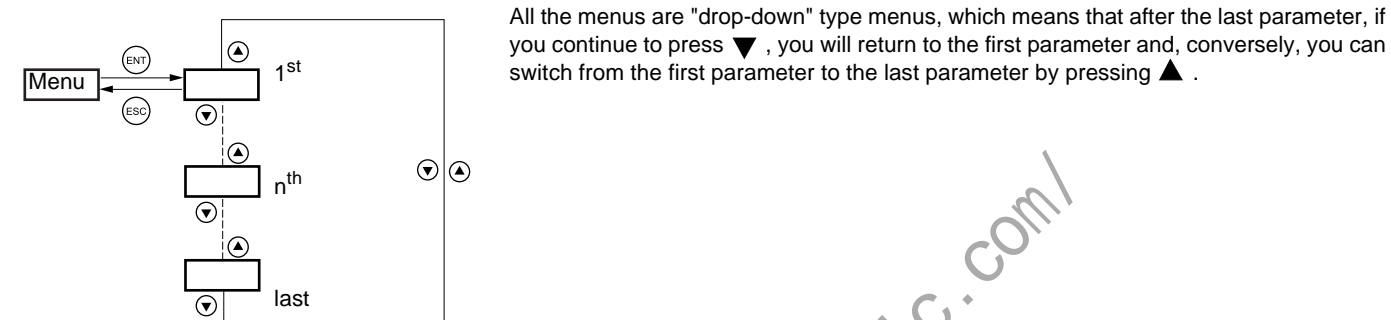 All the menus are "drop-down" type menus, which means that after the last parameter, if
you continue to press ▼ , you will return to the first parameter and, conversely, you can
switch from the first parameter to the last parameter by pressing ▲ .
Menu
ENT
ESC
1st
nth
last
.com/